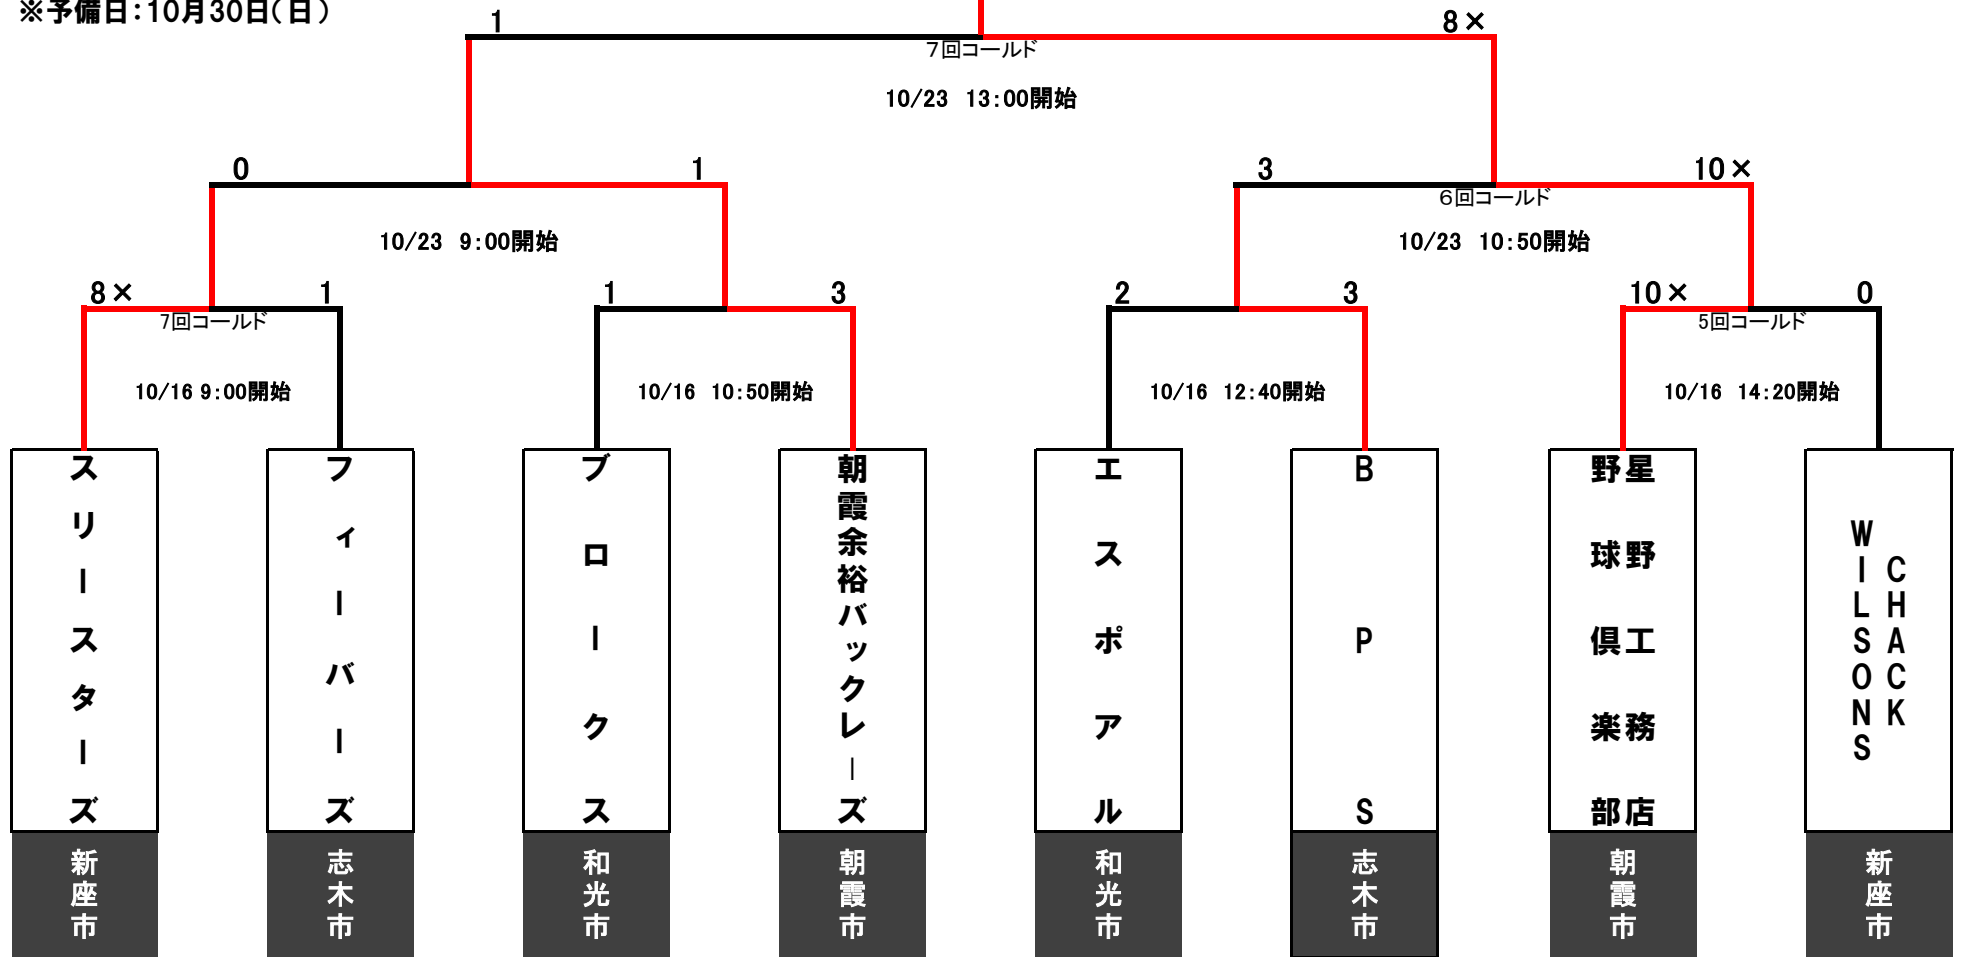 ※予備日：10月30日(日)
1
8×
7回コールド
10/23 13：00開始
0
1
3
10×
6回コールド
10/23 9：00開始
10/23 10：50開始
8×
1
1
3
2
3
10×
0
7回コールド
5回コールド
10/16 9：00開始
10/16 10：50開始
10/16 12：40開始
10/16 14：20開始
スリースターズ
フィーバーズ
ブロークス
朝霞余裕バックレーズ
エスポアル
BPS
星野工務店
野球倶楽部
CHACK
WILSONS
新座市
志木市
和光市
朝霞市
和光市
志木市
朝霞市
新座市